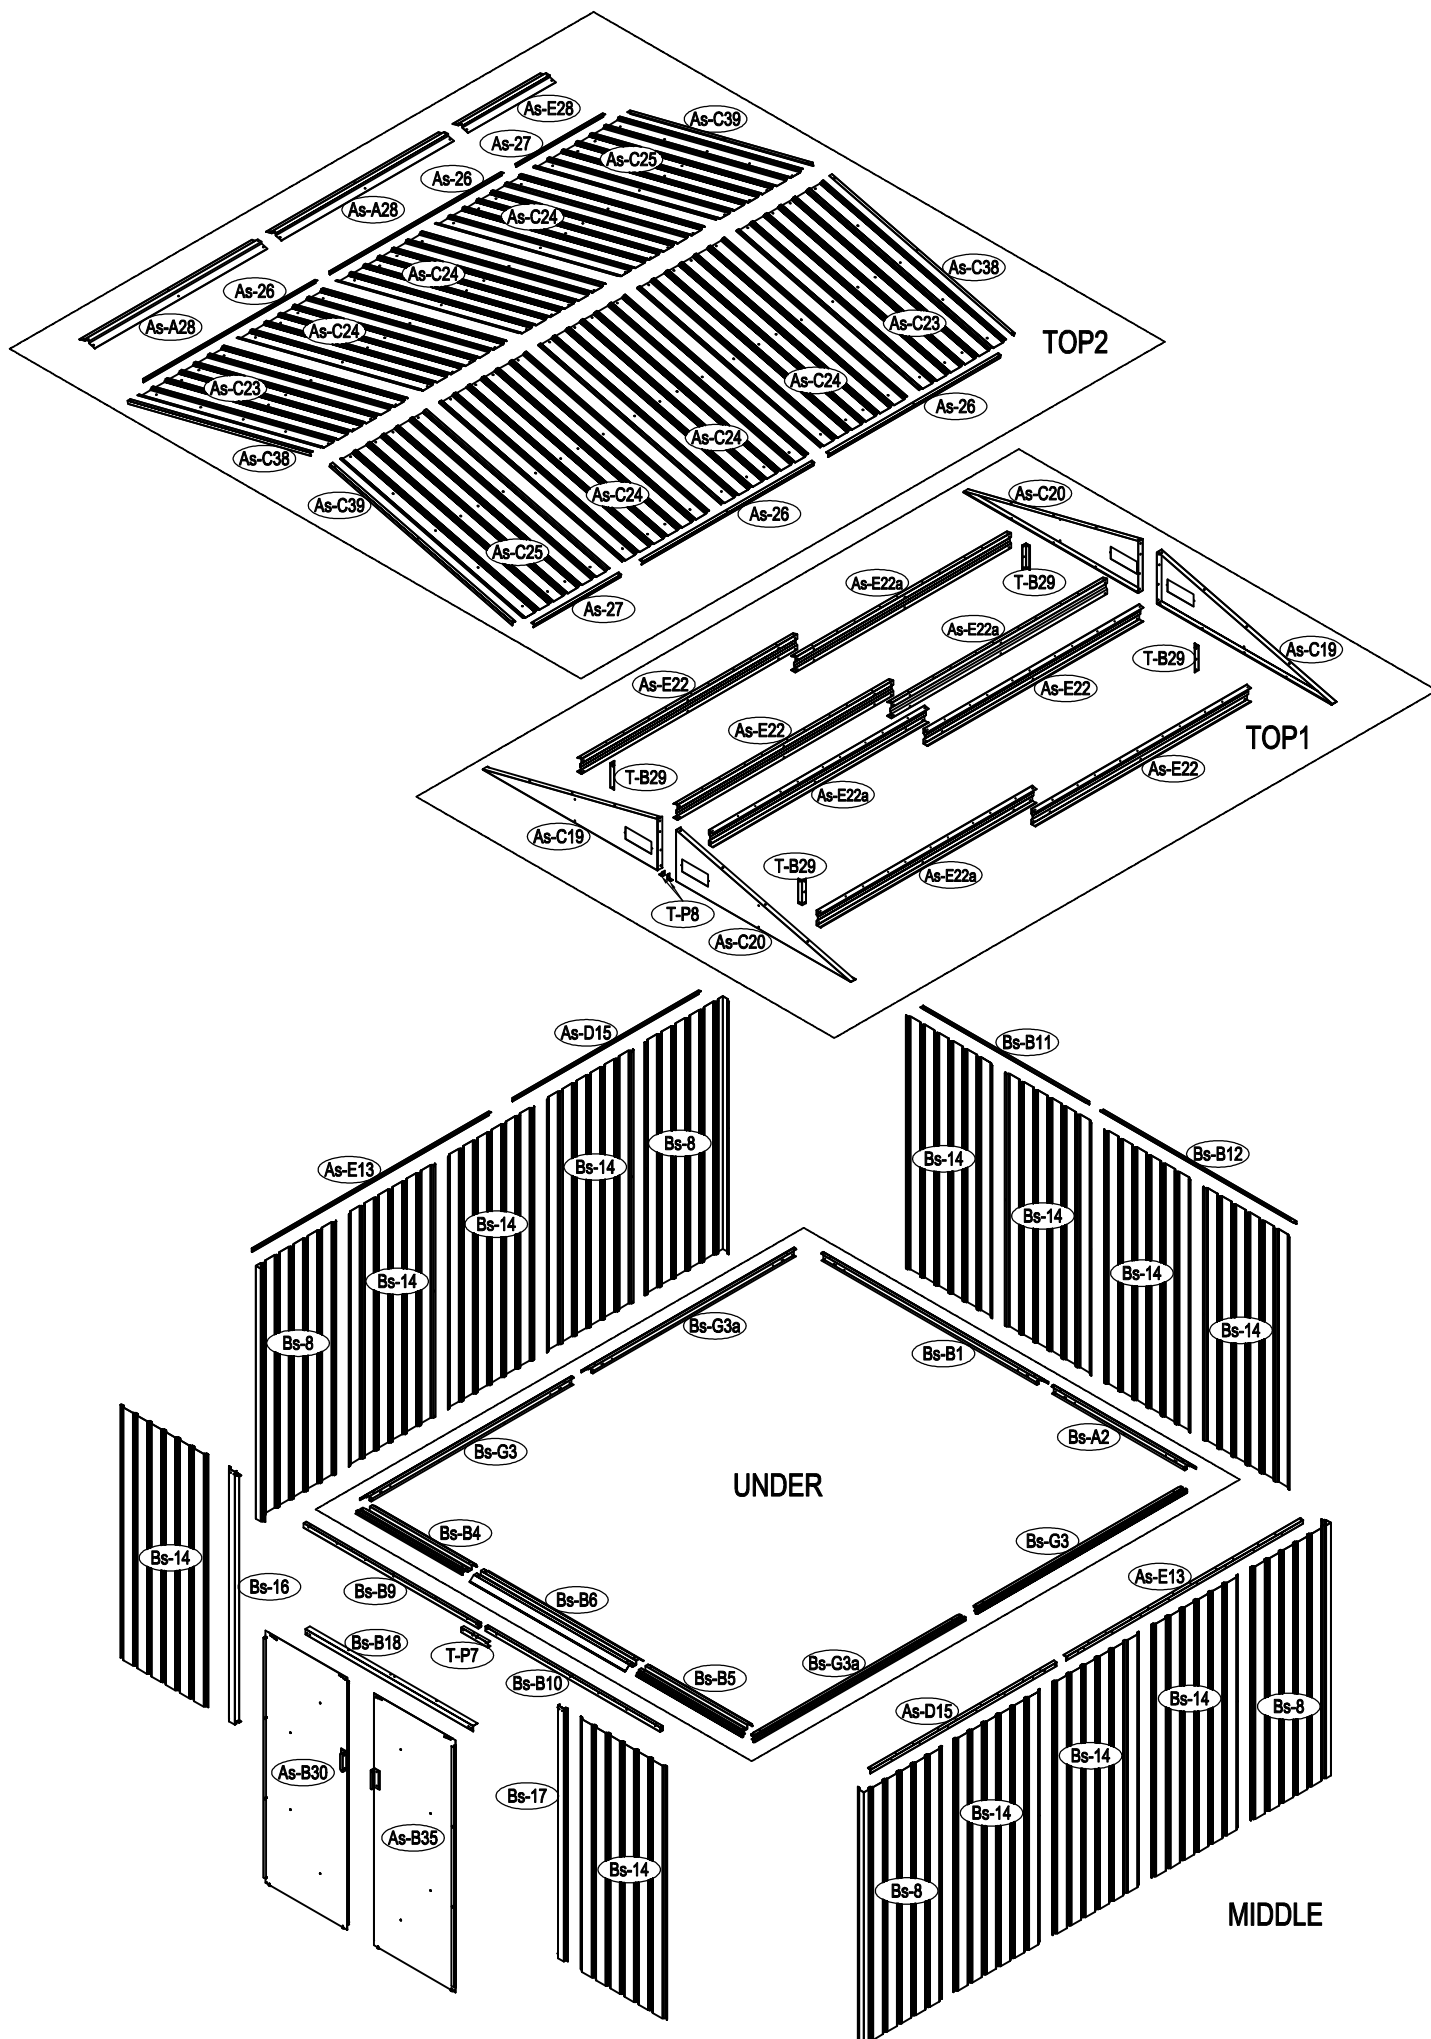 As-E28
As-C39
As-27
As-C25
As-26
As-A28
As-C24
As-C38
As-C24
As-26
As-A28
As-C24
As-C23
TOP2
As-C23
As-C24
As-26
As-C24
As-C38
As-C39
As-C24
As-26
As-C25
As-27
As-C20
As-E22a
T-B29
As-E22a
As-C19
T-B29
As-E22
As-E22
As-E22
TOP1
T-B29
As-E22a
As-E22
As-C19
T-B29
As-E22a
T-P8
As-C20
As-D15
Bs-B11
Bs-8
Bs-B12
As-E13
Bs-14
Bs-14
Bs-14
Bs-14
Bs-14
Bs-14
Bs-G3a
Bs-14
Bs-8
Bs-B1
Bs-A2
Bs-G3
UNDER
Bs-B4
Bs-G3
Bs-14
Bs-16
Bs-B9
Bs-B6
As-E13
Bs-B18
T-P7
Bs-B10
Bs-B5
Bs-G3a
As-D15
Bs-14
Bs-8
Bs-14
As-B30
Bs-17
Bs-14
As-B35
Bs-14
Bs-8
MIDDLE